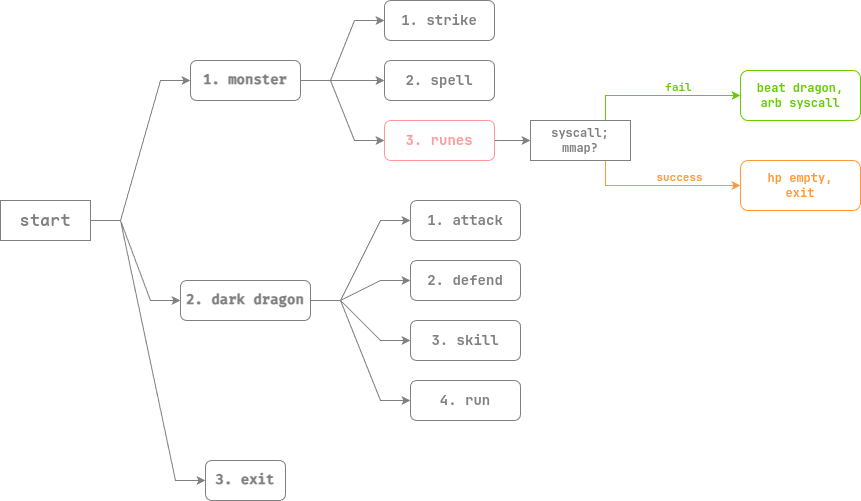 start
1. monster
1. strike
2. spell
3. runes
syscall;
mmap?
fail
beat dragon,
arb syscall
success
hp empty,
exit
2. dark dragon
1. attack
2. defend
3. skill
4. run
3. exit